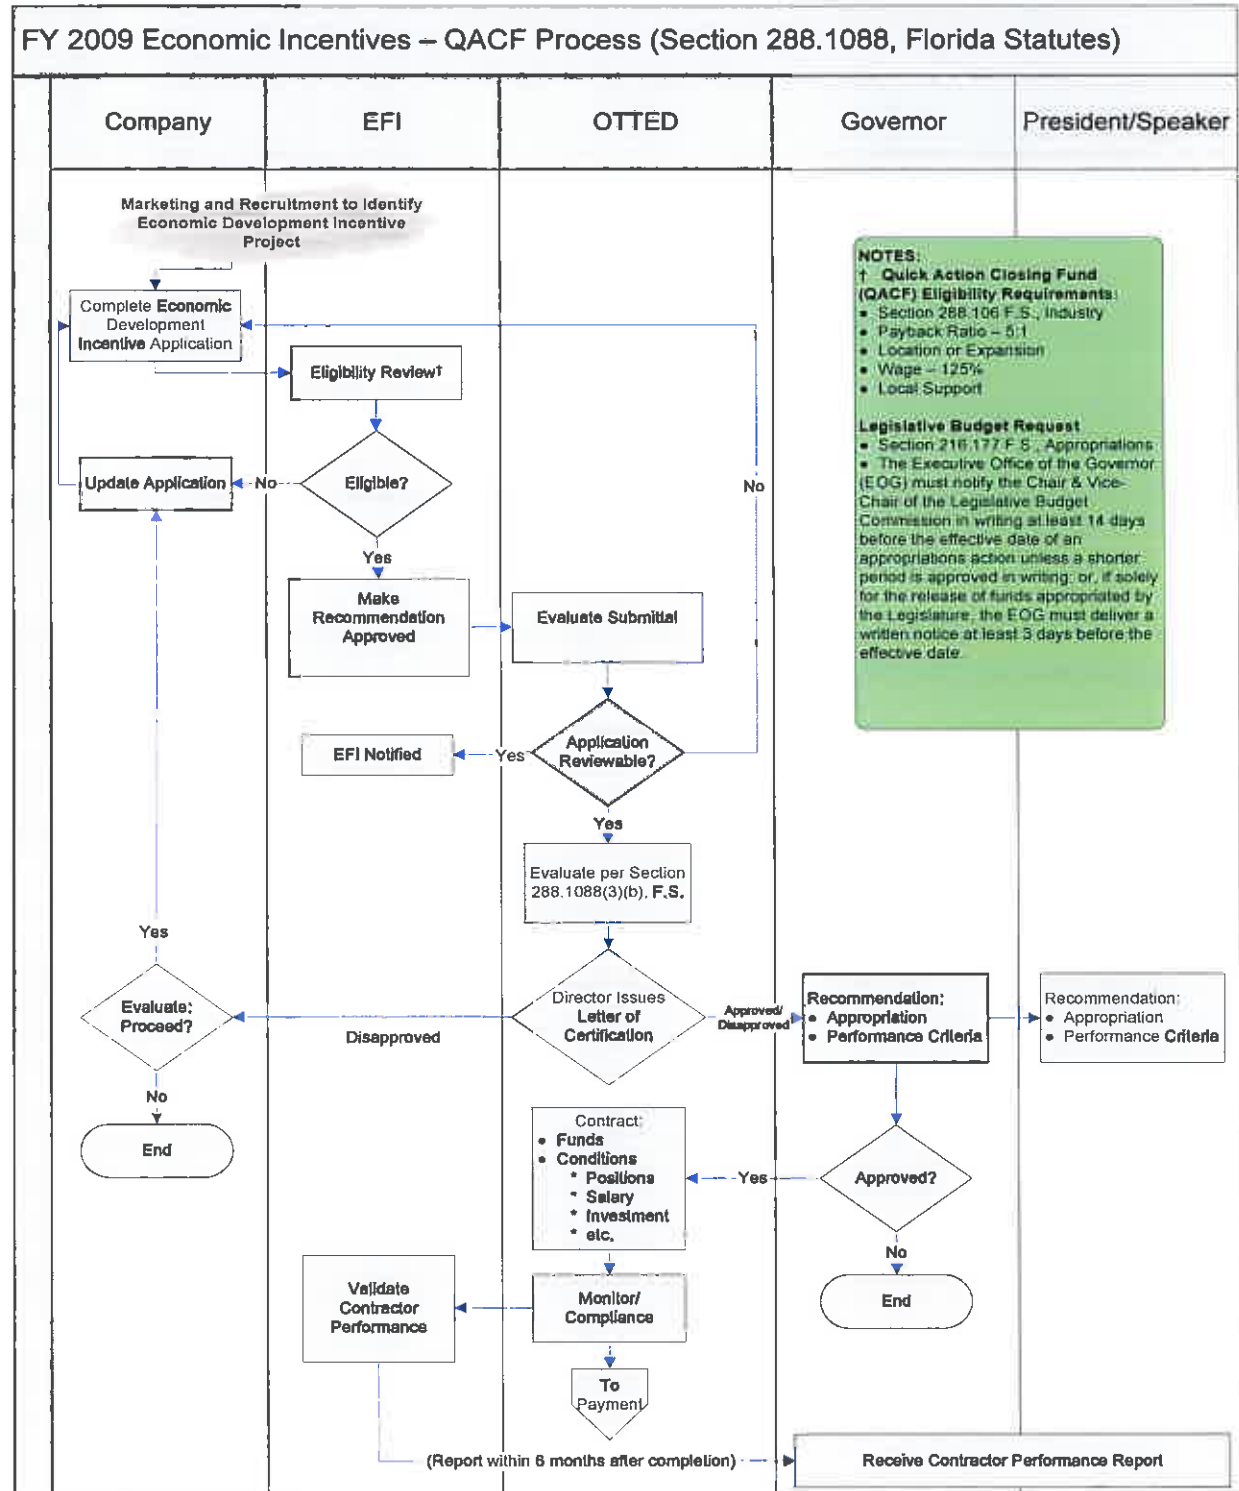 FY 2009 Economic Incentives – QACF Process (Section 288.1088, Florida Statutes)
Company
EFI
OTTED
Governor
President/Speaker
Marketing and Recruitment to Identify
Economic Development Incentive
Project
Complete Economic
Development
Incentive Application
Eligibility Review†
Eligible?
No
Update Application
Yes
Make
Recommendation
Approved
Evaluate Submittal
Application
Reviewable?
No
Yes
EFI Notified
Yes
Evaluate per Section
288.1088(3)(b), F.S.
Director Issues
Letter of
Certification
Disapproved
Approved/
Disapproved
Evaluate;
Proceed?
Yes
No
End
Recommendation:
• Appropriation
• Performance Criteria
Recommendation:
• Appropriation
• Performance Criteria
Approved?
Yes
No
End
Contract:
• Funds
• Conditions
* Positions
* Salary
* Investment
* etc.
Monitor/
Compliance
Validate
Contractor
Performance
To
Payment
(Report within 6 months after completion)
Receive Contractor Performance Report
NOTES:
† Quick Action Closing Fund
(QACF) Eligibility Requirements:
• Section 288.106 F.S., Industry
• Payback Ratio – 5:1
• Location or Expansion
• Wage – 125%
• Local Support
Legislative Budget Request
• Section 216.177 F.S., Appropriations
• The Executive Office of the Governor
(EOG) must notify the Chair & Vice-
Chair of the Legislative Budget
Commission in writing at least 14 days
before the effective date of an
appropriations action unless a shorter
period is approved in writing; or, if solely
for the release of funds appropriated by
the Legislature, the EOG must deliver a
written notice at least 3 days before the
effective date.